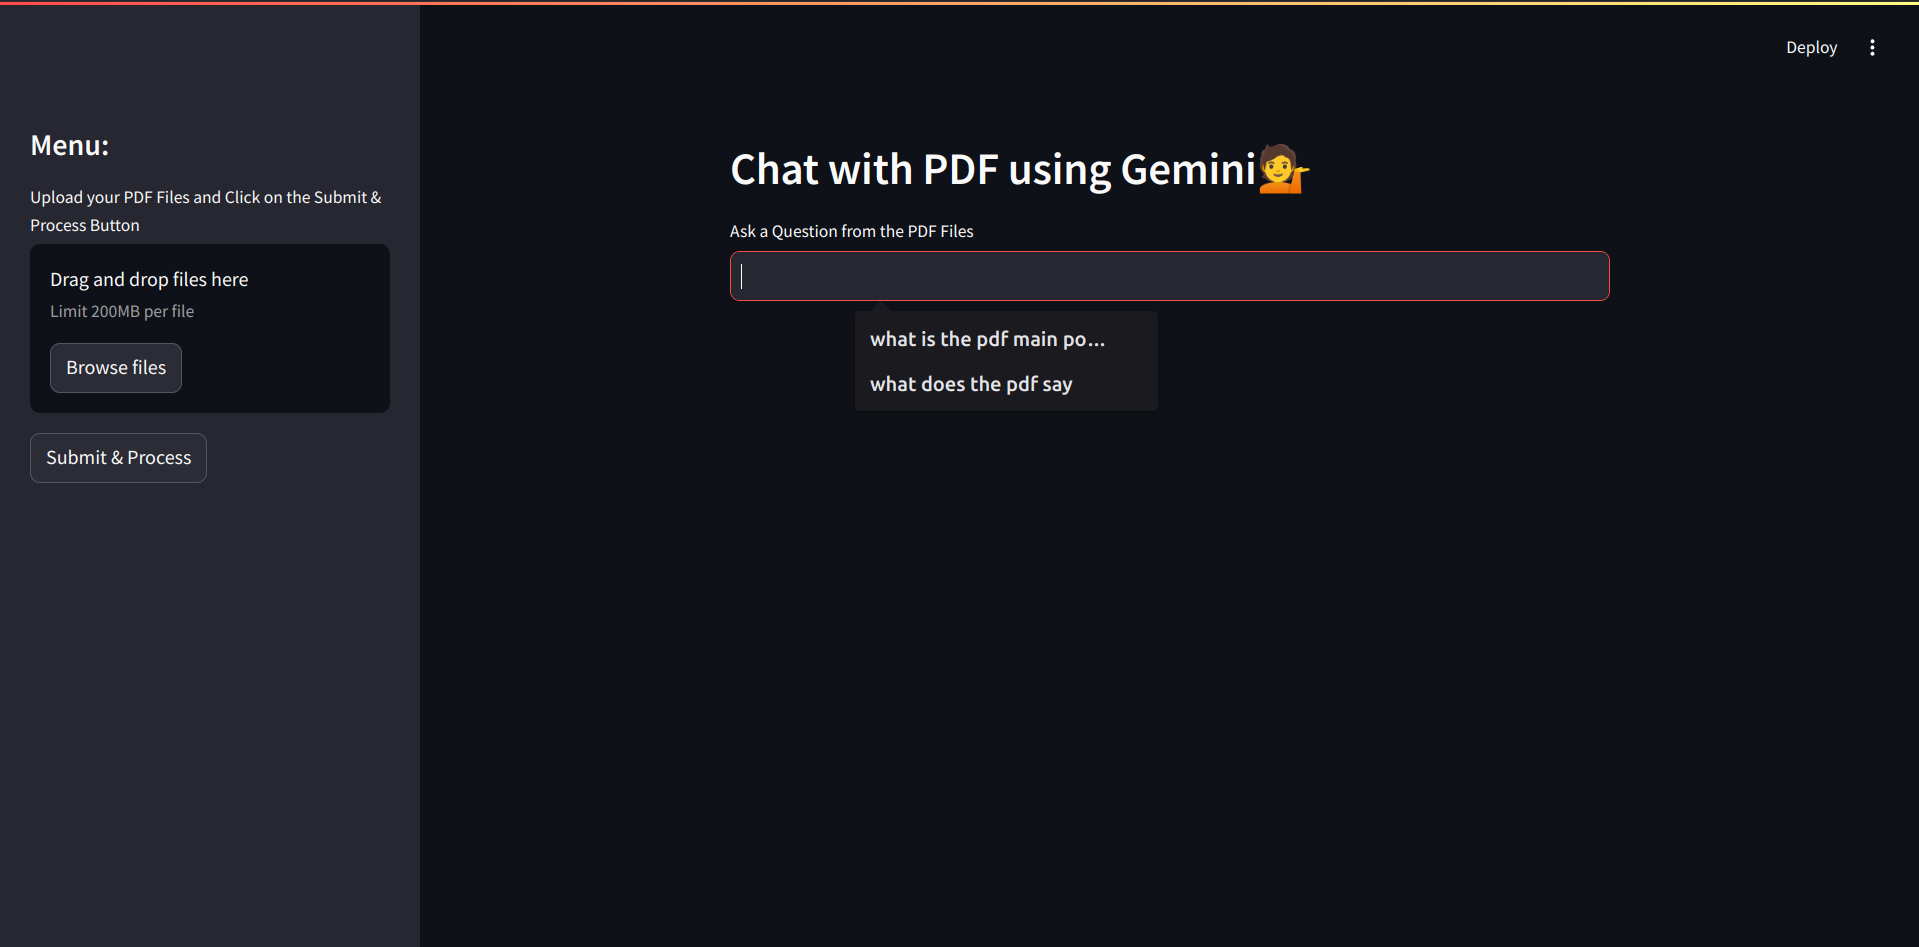 Deploy
Menu:
Upload your PDF Files and Click on the Submit &
Process Button
Drag and drop files here
Limit 200MB per file
Browse files
Submit & Process
Chat with PDF using Gemini💁
Ask a Question from the PDF Files
what is the pdf main po...
what does the pdf say